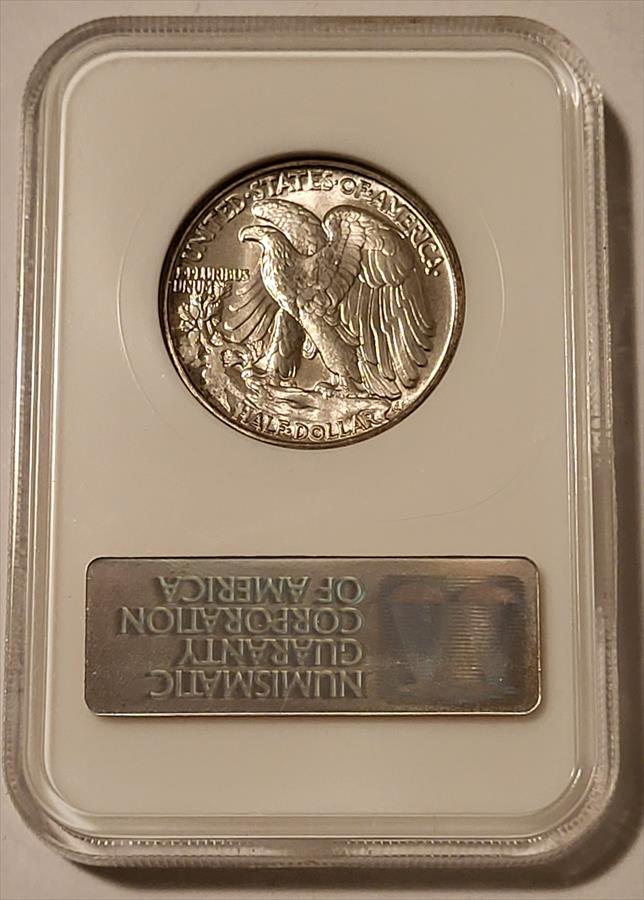 UNITED·STATES·OF·AMERICA·
E·PLURIBUS
UNUM
HALF·DOLLAR
NUMISMATIC
GUARANTY
CORPORATION
OF AMERICA